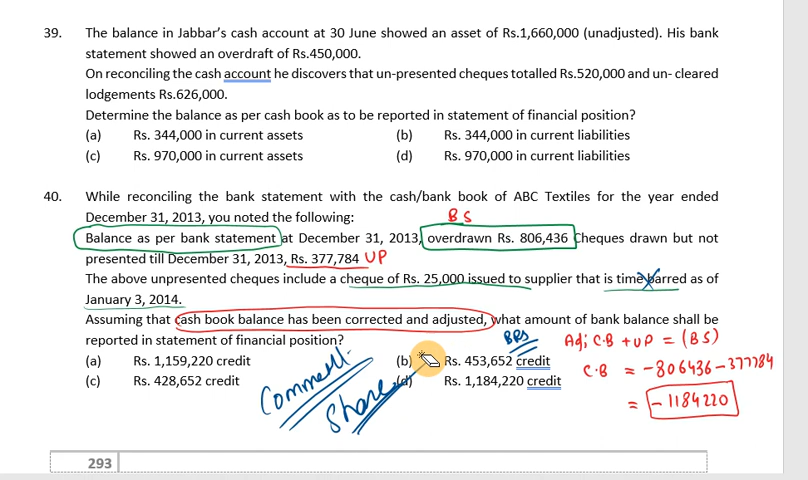 39. The balance in Jabbar's cash account at 30 June showed an asset of Rs.1,660,000 (unadjusted). His bank
statement showed an overdraft of Rs.450,000.
On reconciling the cash account he discovers that un-presented cheques totalled Rs.520,000 and un- cleared
lodgements Rs.626,000.
Determine the balance as per cash book as to be reported in statement of financial position?
(a) Rs. 344,000 in current assets (b) Rs. 344,000 in current liabilities
(c) Rs. 970,000 in current assets (d) Rs. 970,000 in current liabilities
40. While reconciling the bank statement with the cash/bank book of ABC Textiles for the year ended
December 31, 2013, you noted the following: BS
Balance as per bank statement at December 31, 2013, overdrawn Rs. 806,436 Cheques drawn but not
presented till December 31, 2013, Rs. 377,784 UP
The above unpresented cheques include a cheque of Rs. 25,000 issued to supplier that is time barred as of
January 3, 2014.
Assuming that cash book balance has been corrected and adjusted, what amount of bank balance shall be
reported in statement of financial position? BRS Adj C.B + UP = (BS)
(a) Rs. 1,159,220 credit (b) Rs. 453,652 credit C.B = -806436-377784
(c) Rs. 428,652 credit (d) Rs. 1,184,220 credit
= -1184220
Comment
Share
293